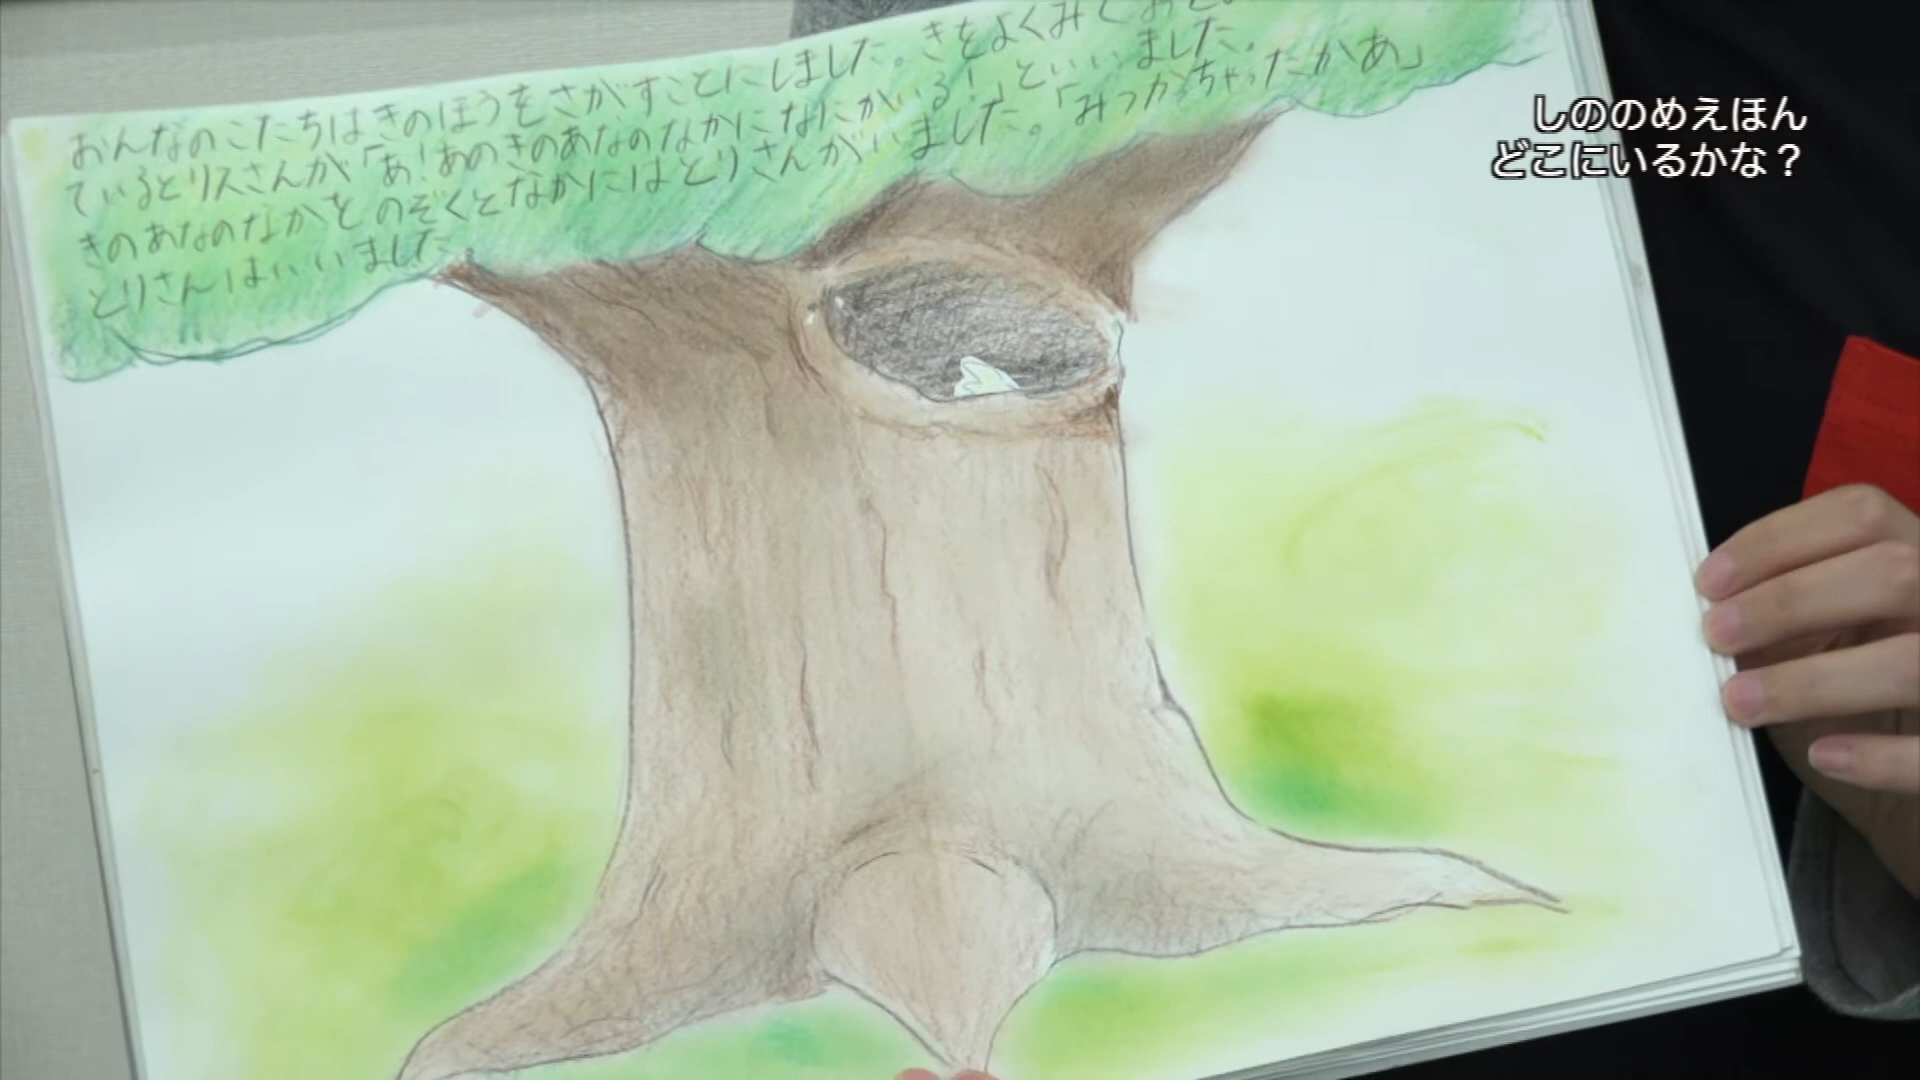 おんなのこたちはきのほうをさがすことにしました。きをよくみて
ているとリスさんが「あ!あのきのあなのなかになにかいる!」といいました。
きのあなのなかをのぞくとなかにはとりさんがいました。「みつかっちゃったかあ」
とりさんはいいました。
しののめえほん
どこにいるかな？